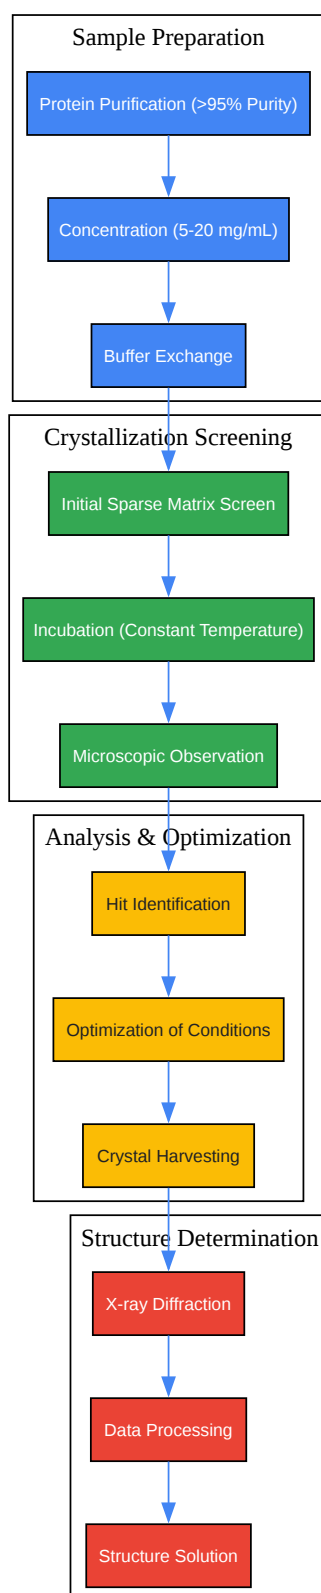 Sample Preparation
Protein Purification (>95% Purity)
Concentration (5-20 mg/mL)
Buffer Exchange
Crystallization Screening
Initial Sparse Matrix Screen
Incubation (Constant Temperature)
Microscopic Observation
Analysis & Optimization
Hit Identification
Optimization of Conditions
Crystal Harvesting
Structure Determination
X-ray Diffraction
Data Processing
Structure Solution